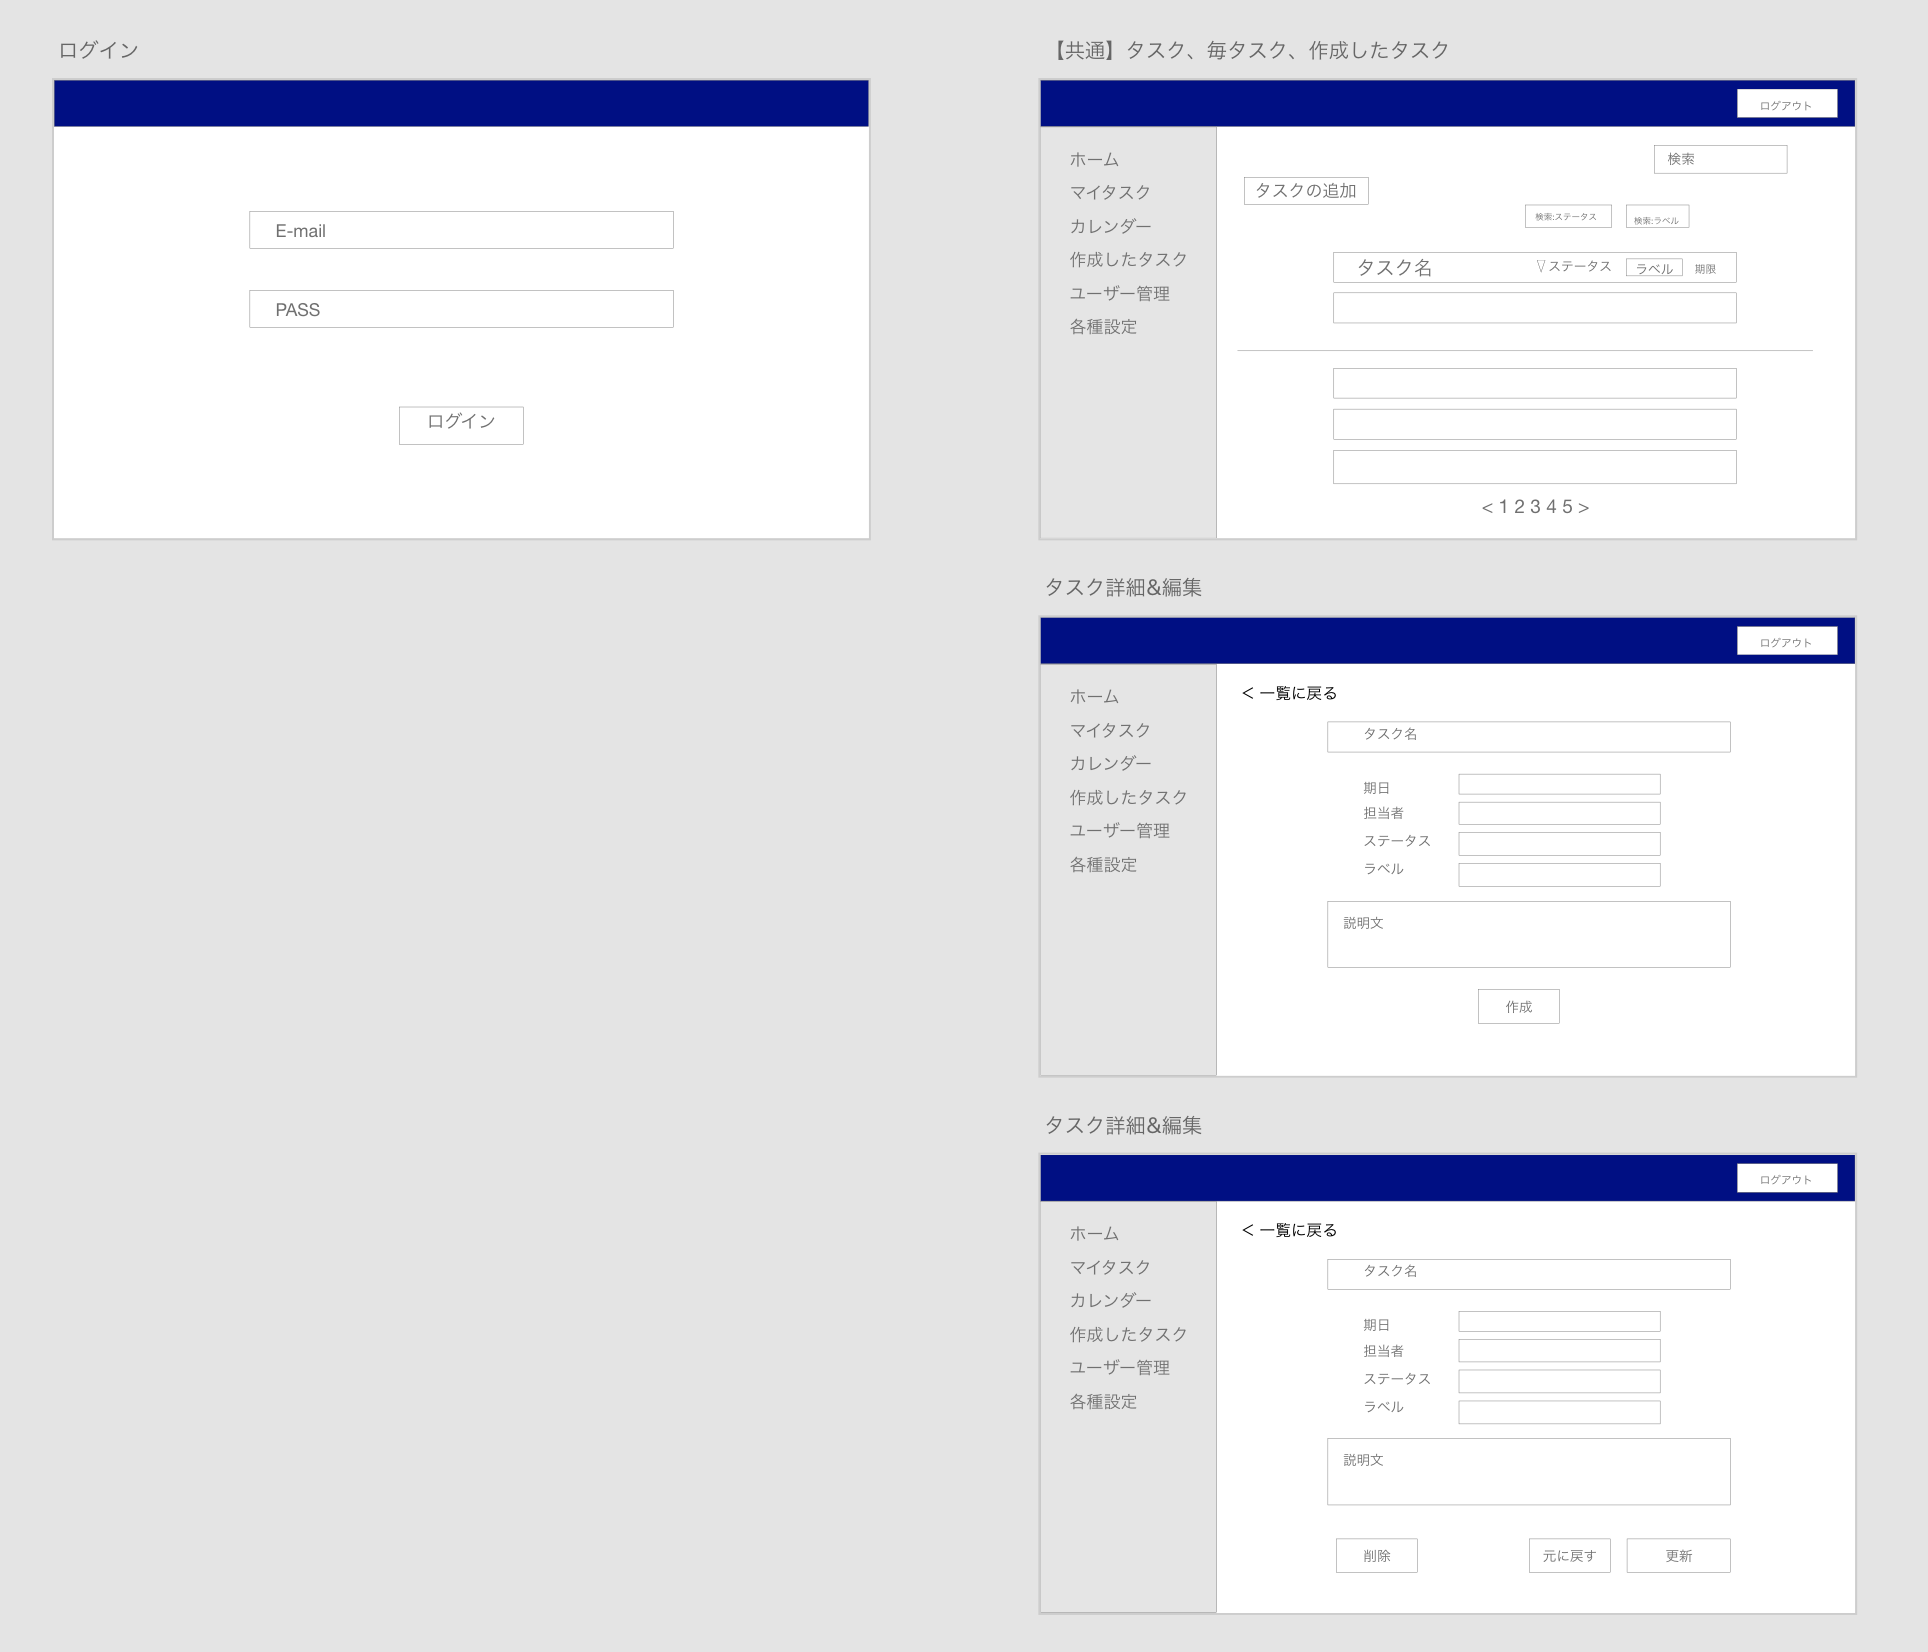 ログイン
E-mail
PASS
ログイン
【共通】タスク、毎タスク、作成したタスク
ログアウト
ホーム
マイタスク
カレンダー
作成したタスク
ユーザー管理
各種設定
検索
タスクの追加
検索:ステータス 検索:ラベル
タスク名 ▽ステータス ラベル 期限
< 1 2 3 4 5 >
タスク詳細&編集
ログアウト
ホーム
マイタスク
カレンダー
作成したタスク
ユーザー管理
各種設定
< 一覧に戻る
タスク名
期日
担当者
ステータス
ラベル
説明文
作成
タスク詳細&編集
ログアウト
ホーム
マイタスク
カレンダー
作成したタスク
ユーザー管理
各種設定
< 一覧に戻る
タスク名
期日
担当者
ステータス
ラベル
説明文
削除 元に戻す 更新